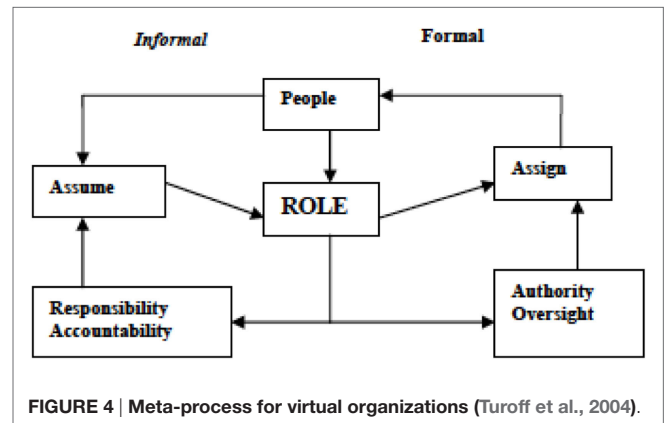 Informal Formal
People
Assume
ROLE
Assign
Responsibility
Accountability
Authority
Oversight
FIGURE 4 | Meta-process for virtual organizations (Turoff et al., 2004).